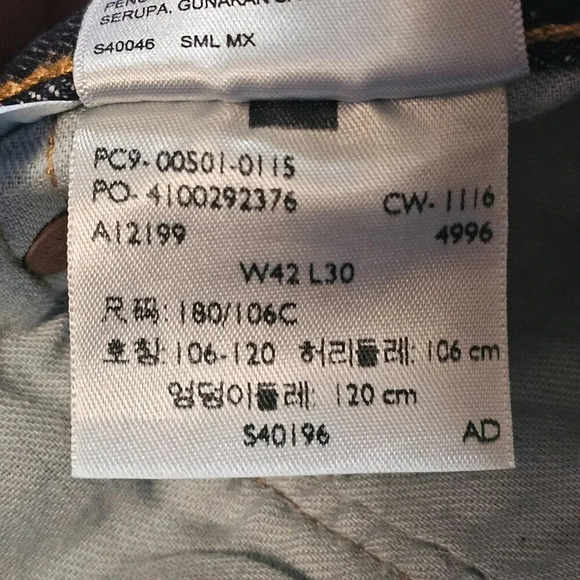 SERUPA. GUNAKAN
S40046 SML MX
PC9-00501-0115
PO-4100292376 CW-1116
A12199 4996
W42 L30
尺码: 180/106C
호칭: 106-120 허리둘레: 106 cm
엉덩이둘레: 120 cm
S40196 AD